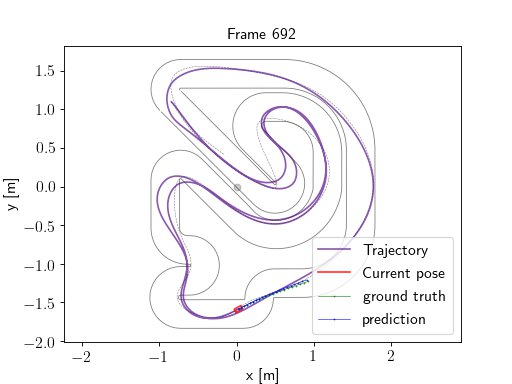 Frame 692
1.5
1.0
0.5
0.0
−0.5
−1.0
−1.5
−2.0
y [m]
−2
−1
0
1
2
x [m]
Trajectory
Current pose
ground truth
prediction